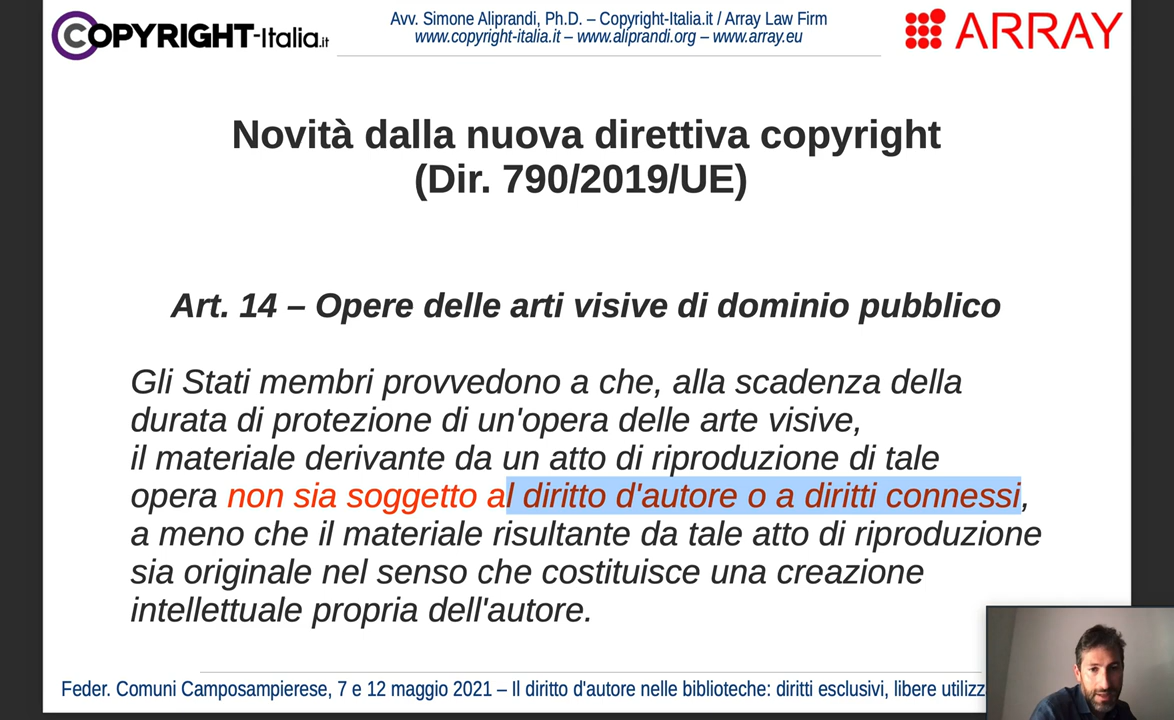 COPYRIGHT-Italia.it
Avv. Simone Aliprandi, Ph.D. – Copyright-Italia.it / Array Law Firm
www.copyright-italia.it – www.aliprandi.org – www.array.eu
ARRAY
Novità dalla nuova direttiva copyright
(Dir. 790/2019/UE)
Art. 14 – Opere delle arti visive di dominio pubblico
Gli Stati membri provvedono a che, alla scadenza della
durata di protezione di un'opera delle arte visive,
il materiale derivante da un atto di riproduzione di tale
opera non sia soggetto al diritto d'autore o a diritti connessi,
a meno che il materiale risultante da tale atto di riproduzione
sia originale nel senso che costituisce una creazione
intellettuale propria dell'autore.
Feder. Comuni Camposampierese, 7 e 12 maggio 2021 – Il diritto d'autore nelle biblioteche: diritti esclusivi, libere utilizz